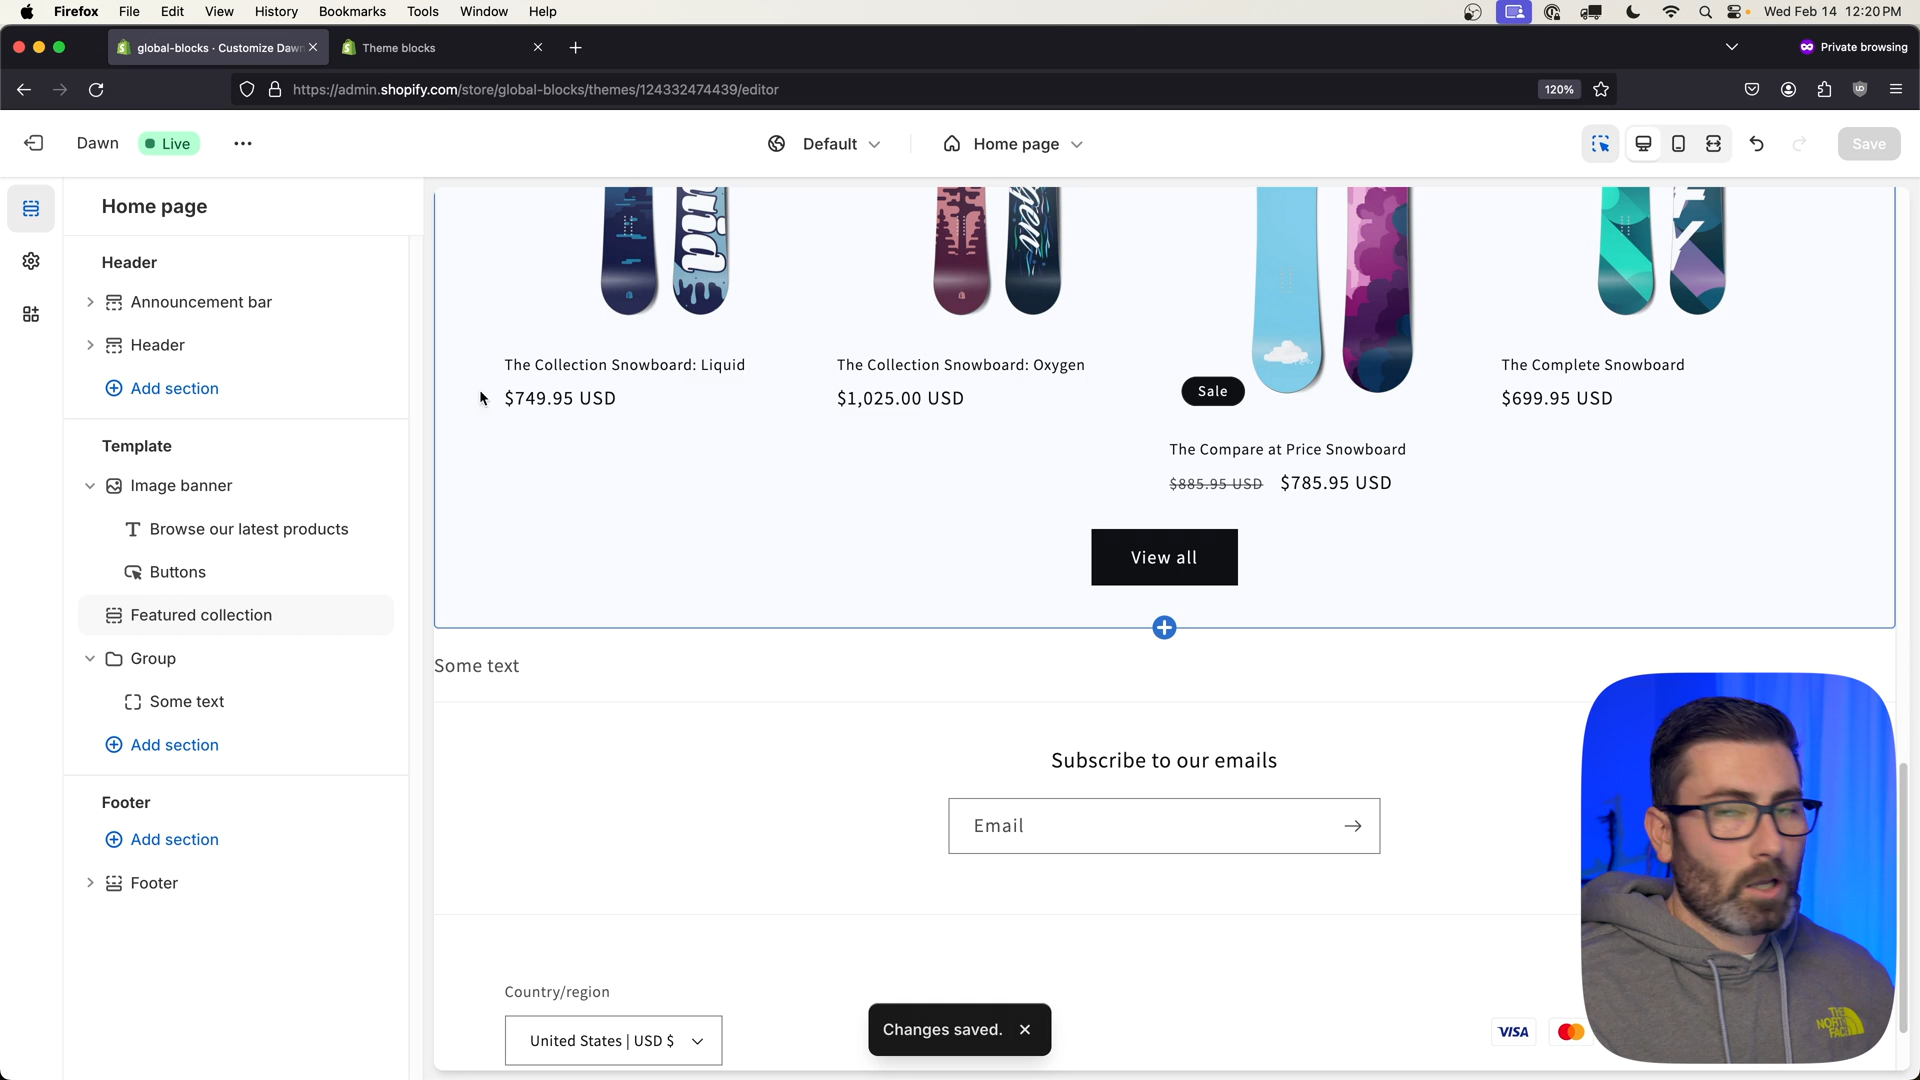 Firefox File Edit View History Bookmarks Tools Window Help Wed Feb 14 12:20 PM
global-blocks · Customize Dawn Theme blocks Private browsing
https://admin.shopify.com/store/global-blocks/themes/124332474439/editor 120%
Dawn Live Default Home page Save
Home page
Header
Announcement bar
Header
Add section
Template
Image banner
Browse our latest products
Buttons
Featured collection
Group
Some text
Add section
Footer
Add section
Footer
The Collection Snowboard: Liquid
$749.95 USD
The Collection Snowboard: Oxygen
$1,025.00 USD
Sale
The Compare at Price Snowboard
$885.95 USD $785.95 USD
The Complete Snowboard
$699.95 USD
View all
Some text
Subscribe to our emails
Email
Country/region
United States | USD $
Changes saved.
VISA
THE
NORTH
FACE